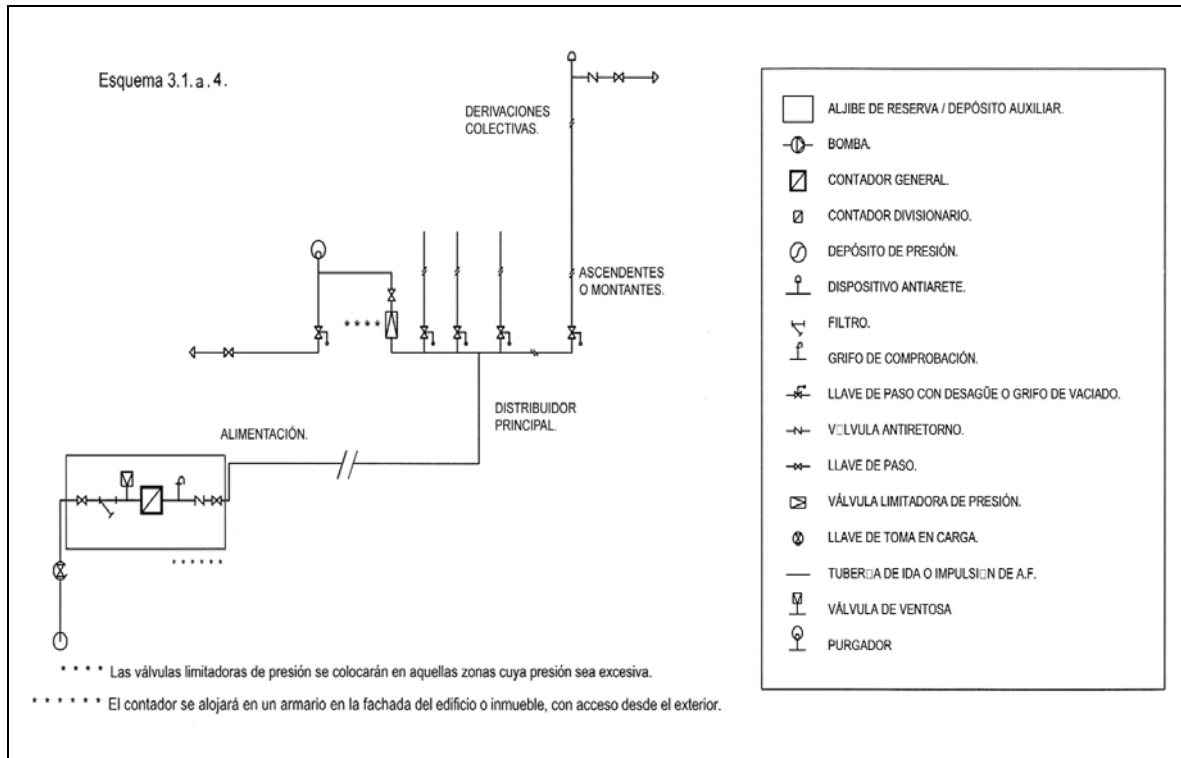 Esquema 3.1.a.4.
DERIVACIONES
COLECTIVAS.
ASCENDENTES
O MONTANTES.
* * * *
DISTRIBUIDOR
PRINCIPAL.
ALIMENTACIÓN.
* * * * * *
* * * * Las válvulas limitadoras de presión se colocarán en aquellas zonas cuya presión sea excesiva.
* * * * * * El contador se alojará en un armario en la fachada del edificio o inmueble, con acceso desde el exterior.
ALJIBE DE RESERVA / DEPÓSITO AUXILIAR.
BOMBA.
CONTADOR GENERAL.
CONTADOR DIVISIONARIO.
DEPÓSITO DE PRESIÓN.
DISPOSITIVO ANTIARETE.
FILTRO.
GRIFO DE COMPROBACIÓN.
LLAVE DE PASO CON DESAGÜE O GRIFO DE VACIADO.
V□LVULA ANTIRETORNO.
LLAVE DE PASO.
VÁLVULA LIMITADORA DE PRESIÓN.
LLAVE DE TOMA EN CARGA.
TUBER□A DE IDA O IMPULSI□N DE A.F.
VÁLVULA DE VENTOSA
PURGADOR